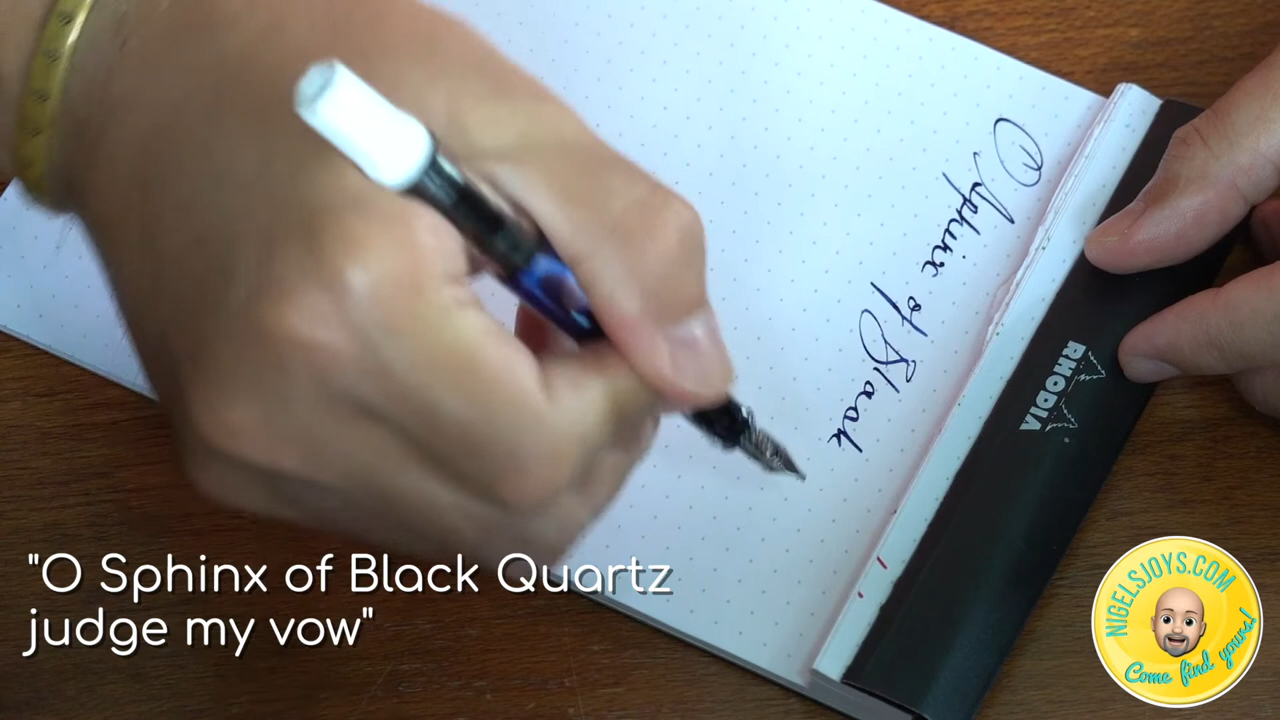 O Sphinx of Black
RHODIA
"O Sphinx of Black Quartz
judge my vow"
NIGELSJOYS.COM
Come find yours!